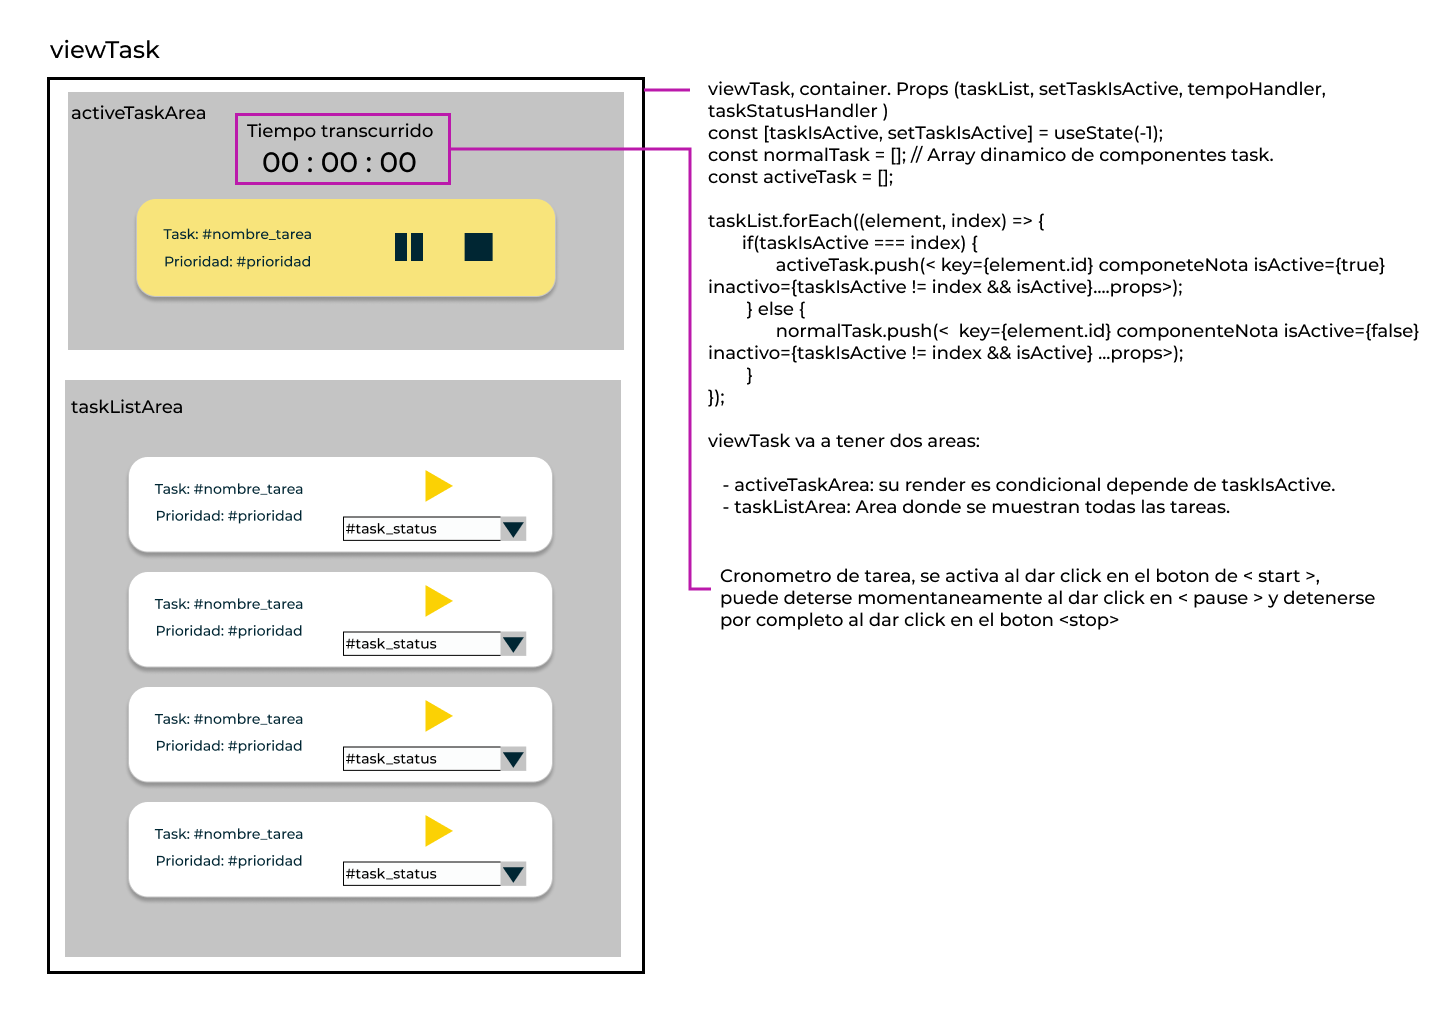 viewTask
activeTaskArea
Tiempo transcurrido
00 : 00 : 00
Task: #nombre_tarea
Prioridad: #prioridad
taskListArea
Task: #nombre_tarea
Prioridad: #prioridad
#task_status
Task: #nombre_tarea
Prioridad: #prioridad
#task_status
Task: #nombre_tarea
Prioridad: #prioridad
#task_status
Task: #nombre_tarea
Prioridad: #prioridad
#task_status
viewTask, container. Props (taskList, setTaskIsActive, tempoHandler,
taskStatusHandler )
const [taskIsActive, setTaskIsActive] = useState(-1);
const normalTask = []; // Array dinamico de componentes task.
const activeTask = [];
taskList.forEach((element, index) => {
if(taskIsActive === index) {
activeTask.push(< key={element.id} componeteNota isActive={true}
inactivo={taskIsActive != index && isActive}....props>);
} else {
normalTask.push(<  key={element.id} componenteNota isActive={false}
inactivo={taskIsActive != index && isActive} ...props>);
}
});
viewTask va a tener dos areas:
- activeTaskArea: su render es condicional depende de taskIsActive.
- taskListArea: Area donde se muestran todas las tareas.
Cronometro de tarea, se activa al dar click en el boton de < start >,
puede deterse momentaneamente al dar click en < pause > y detenerse
por completo al dar click en el boton <stop>